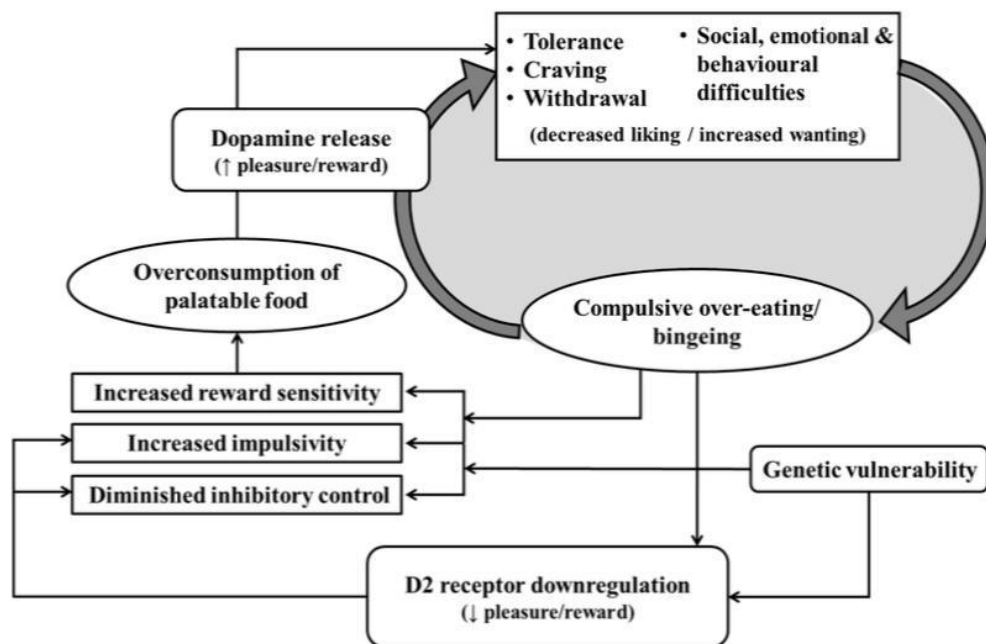 • Tolerance
• Craving
• Withdrawal
• Social, emotional &
behavioural
difficulties
(decreased liking / increased wanting)
Dopamine release
(↑ pleasure/reward)
Overconsumption of
palatable food
Compulsive over-eating/
bingeing
Increased reward sensitivity
Increased impulsivity
Diminished inhibitory control
Genetic vulnerability
D2 receptor downregulation
(↓ pleasure/reward)